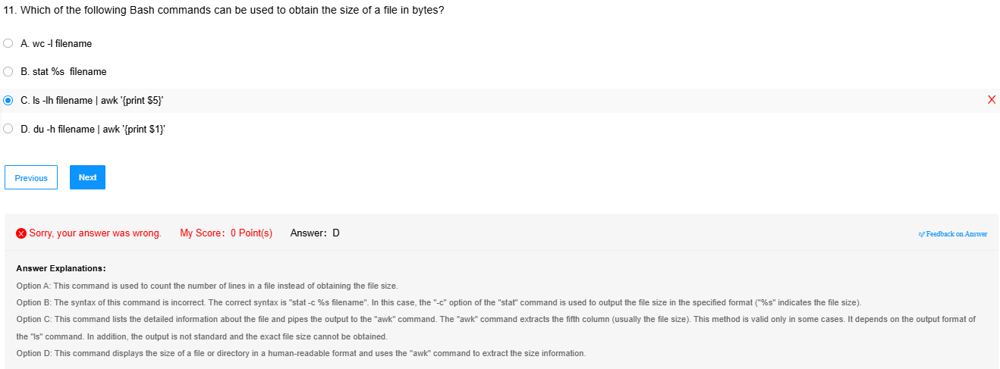 11. Which of the following Bash commands can be used to obtain the size of a file in bytes?
A. wc -l filename
B. stat %s  filename
C. ls -lh filename | awk '{print $5}'
X
D. du -h filename | awk '{print $1}'
Previous
Next
Sorry, your answer was wrong. My Score: 0 Point(s) Answer: D
Feedback on Answer
Answer Explanations:
Option A: This command is used to count the number of lines in a file instead of obtaining the file size.
Option B: The syntax of this command is incorrect. The correct syntax is "stat -c %s filename". In this case, the "-c" option of the "stat" command is used to output the file size in the specified format ("%s" indicates the file size).
Option C: This command lists the detailed information about the file and pipes the output to the "awk" command. The "awk" command extracts the fifth column (usually the file size). This method is valid only in some cases. It depends on the output format of
the "ls" command. In addition, the output is not standard and the exact file size cannot be obtained.
Option D: This command displays the size of a file or directory in a human-readable format and uses the "awk" command to extract the size information.